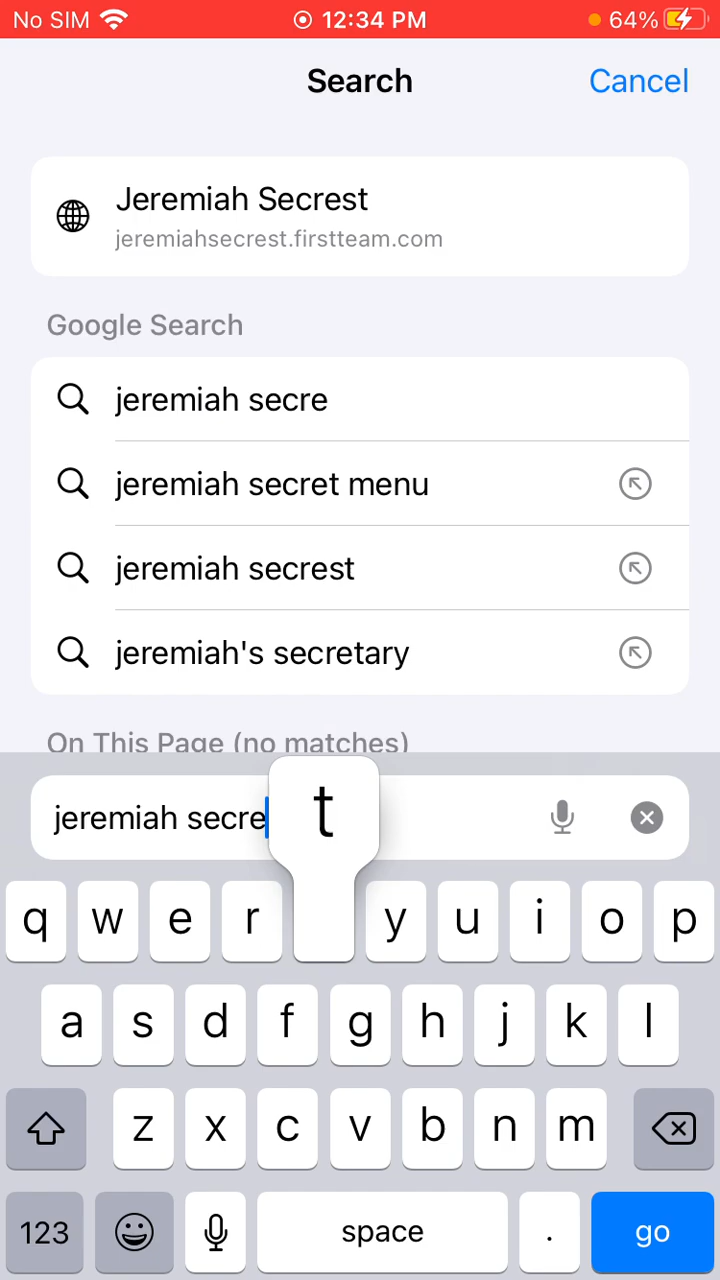 No SIM 12:34 PM 64%
Search Cancel
Jeremiah Secrest
jeremiahsecrest.firstteam.com
Google Search
jeremiah secre
jeremiah secret menu
jeremiah secrest
jeremiah's secretary
On This Page (no matches)
jeremiah secre t
q w e r y u i o p
a s d f g h j k l
z x c v b n m
123 space . go